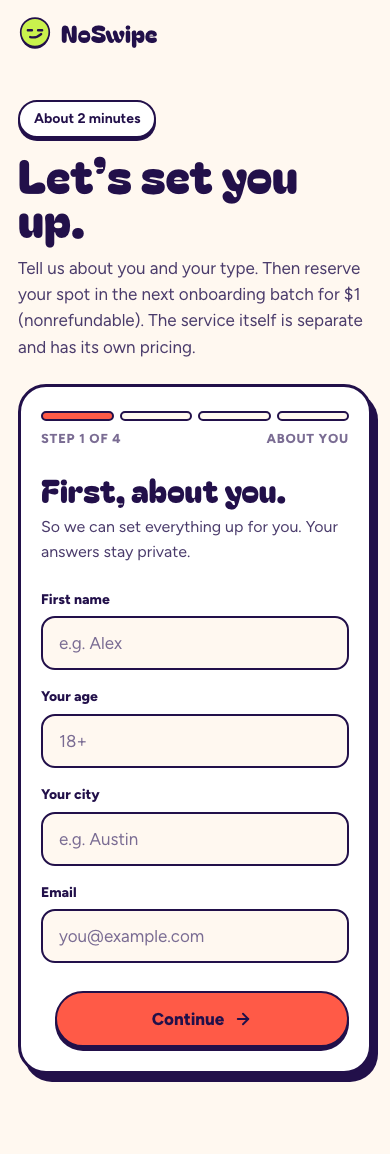 NoSwipe
About 2 minutes
Let’s set you
up.
Tell us about you and your type. Then reserve
your spot in the next onboarding batch for $1
(nonrefundable). The service itself is separate
and has its own pricing.
STEP 1 OF 4
ABOUT YOU
First, about you.
So we can set everything up for you. Your
answers stay private.
First name
e.g. Alex
Your age
18+
Your city
e.g. Austin
Email
you@example.com
Continue →